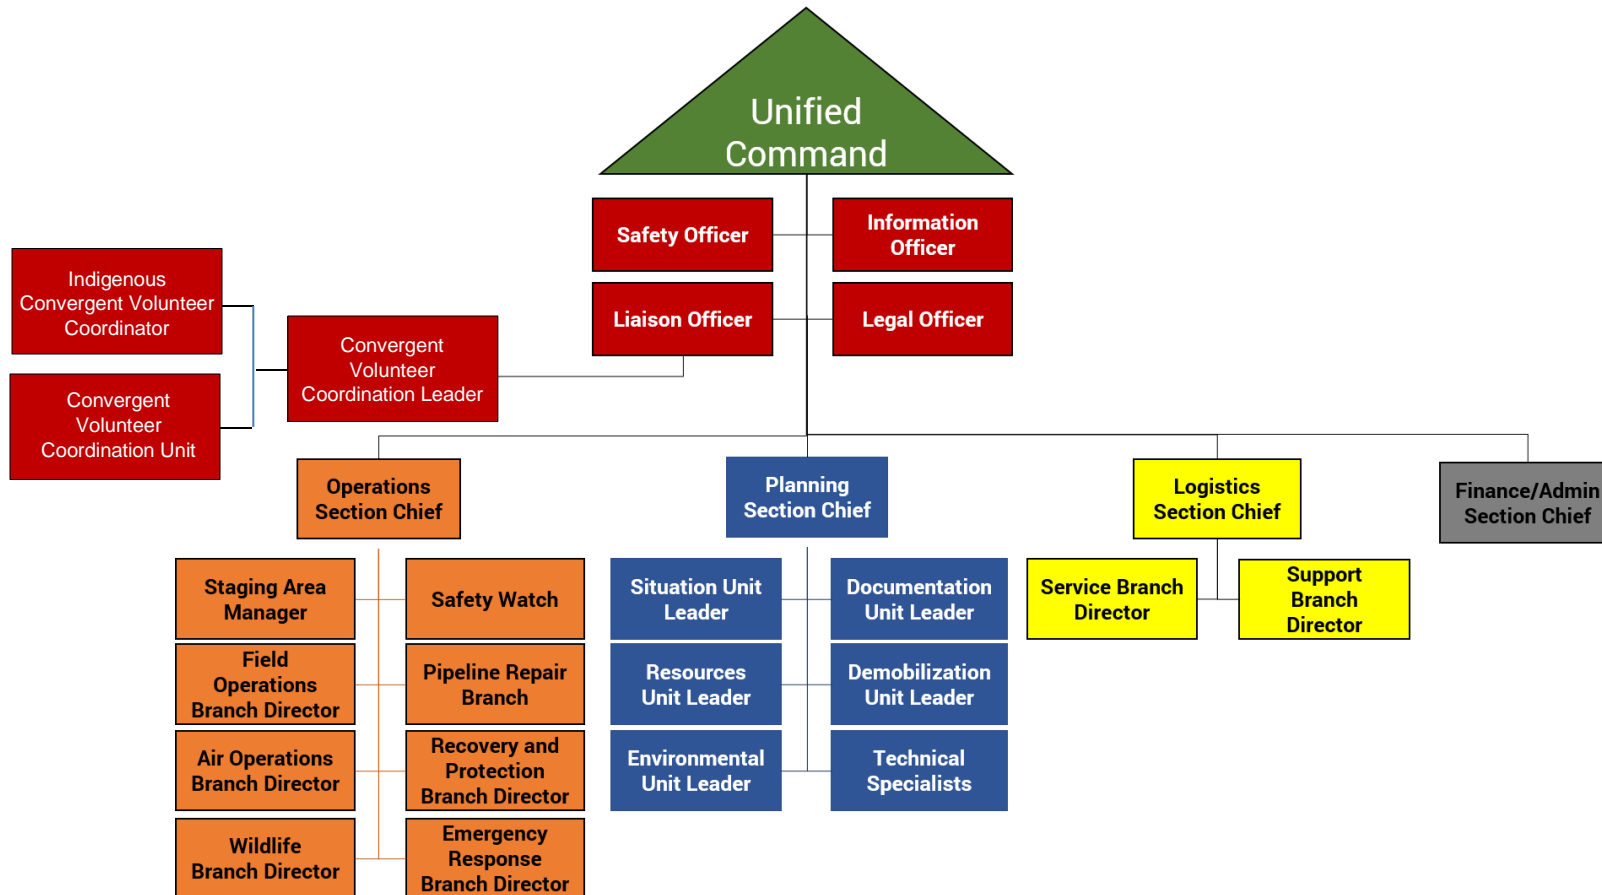 Unified
Command
Safety Officer
Information
Officer
Liaison Officer
Legal Officer
Indigenous
Convergent Volunteer
Coordinator
Convergent
Volunteer
Coordination Leader
Convergent
Volunteer
Coordination Unit
Operations
Section Chief
Planning
Section Chief
Logistics
Section Chief
Finance/Admin
Section Chief
Staging Area
Manager
Safety Watch
Field
Operations
Branch Director
Pipeline Repair
Branch
Air Operations
Branch Director
Recovery and
Protection
Branch Director
Wildlife
Branch Director
Emergency
Response
Branch Director
Situation Unit
Leader
Documentation
Unit Leader
Resources
Unit Leader
Demobilization
Unit Leader
Environmental
Unit Leader
Technical
Specialists
Service Branch
Director
Support
Branch
Director